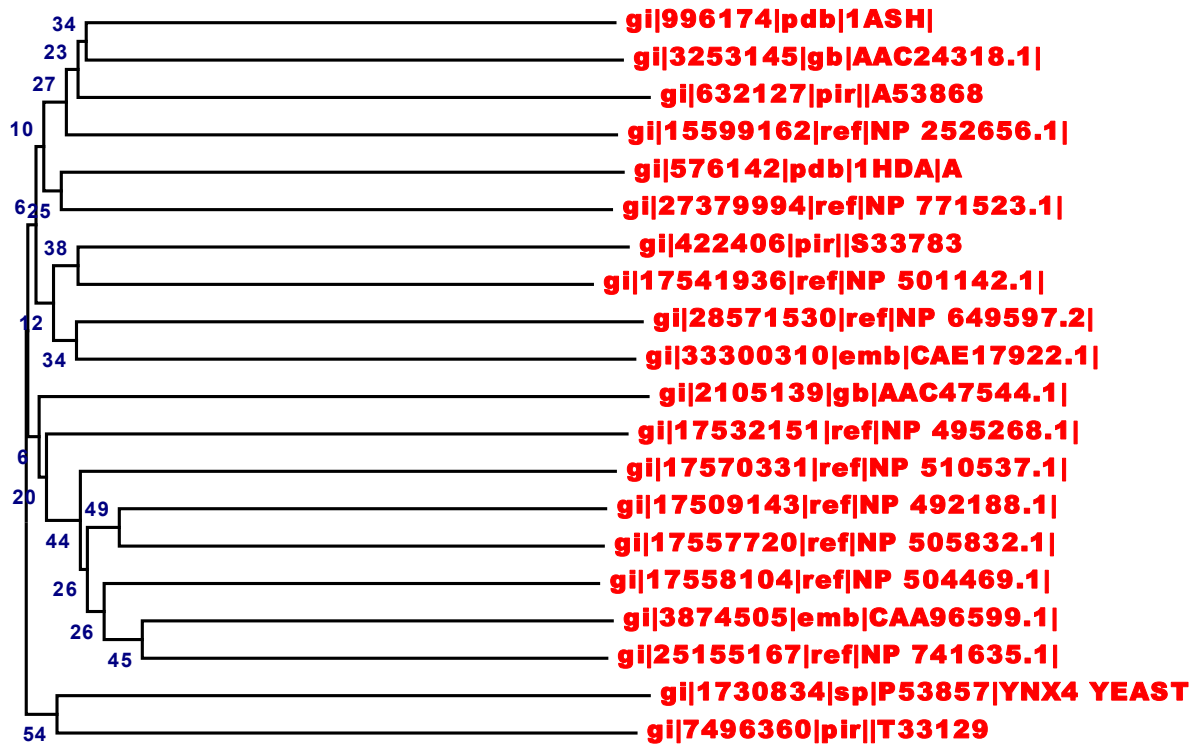 34
gi|996174|pdb|1ASH|
23
gi|3253145|gb|AAC24318.1|
27
gi|632127|pir||A53868
10
gi|15599162|ref|NP 252656.1|
gi|576142|pdb|1HDA|A
6
25
gi|27379994|ref|NP 771523.1|
38
gi|422406|pir||S33783
gi|17541936|ref|NP 501142.1|
12
gi|28571530|ref|NP 649597.2|
34
gi|33300310|emb|CAE17922.1|
gi|2105139|gb|AAC47544.1|
gi|17532151|ref|NP 495268.1|
6
gi|17570331|ref|NP 510537.1|
20
49
gi|17509143|ref|NP 492188.1|
44
gi|17557720|ref|NP 505832.1|
26
gi|17558104|ref|NP 504469.1|
26
gi|3874505|emb|CAA96599.1|
45
gi|25155167|ref|NP 741635.1|
gi|1730834|sp|P53857|YNX4 YEAST
54
gi|7496360|pir||T33129